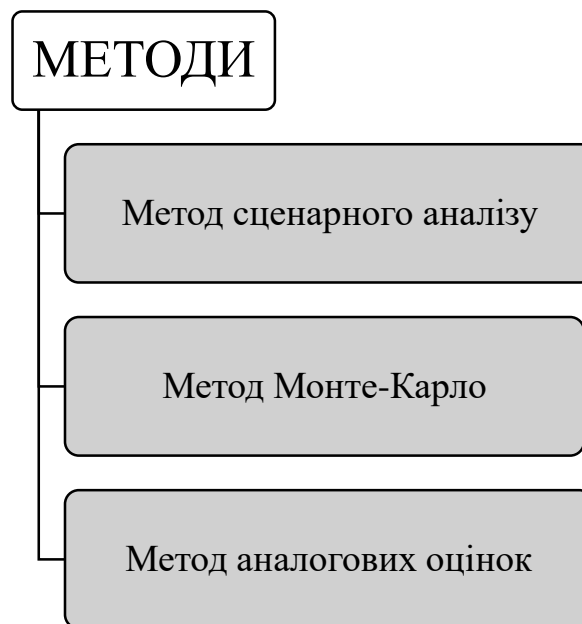 МЕТОДИ
Метод сценарного аналізу
Метод Монте-Карло
Метод аналогових оцінок